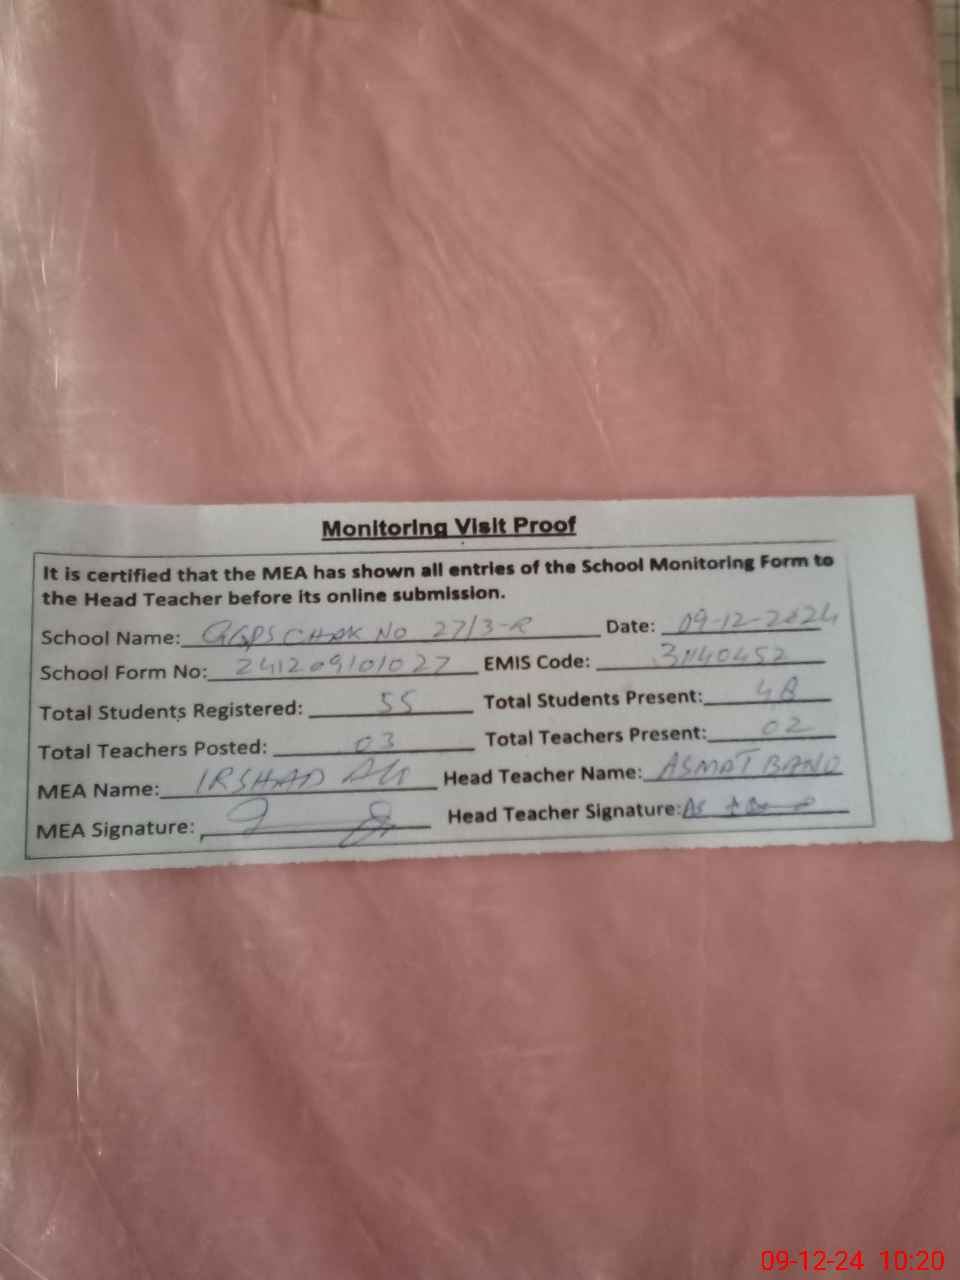 Monitoring Visit Proof
It is certified that the MEA has shown all entries of the School Monitoring Form to
the Head Teacher before its online submission.
School Name: GGPS CHAK NO 27/3-R Date: 09-12-2024
School Form No: 241209101027 EMIS Code: 31140452
Total Students Registered: 55 Total Students Present: 48
Total Teachers Posted: 03 Total Teachers Present: 02
MEA Name: IRSHAD ALI Head Teacher Name: ASMAT BANO
MEA Signature: Head Teacher Signature:
09-12-24 10:20